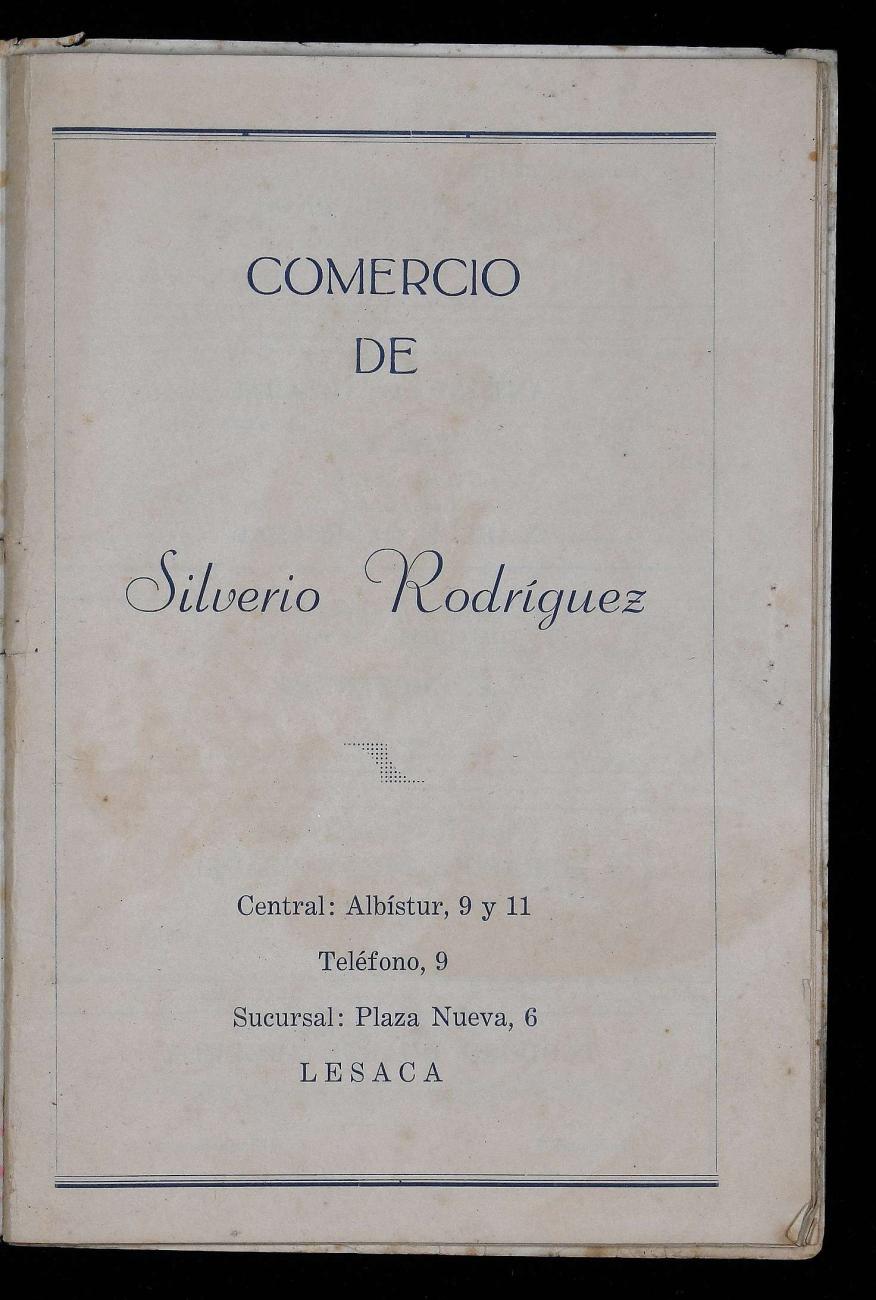 COMERCIO
DE
Silverio Rodríguez
Central: Albístur, 9 y 11
Teléfono, 9
Sucursal: Plaza Nueva, 6
LESACA